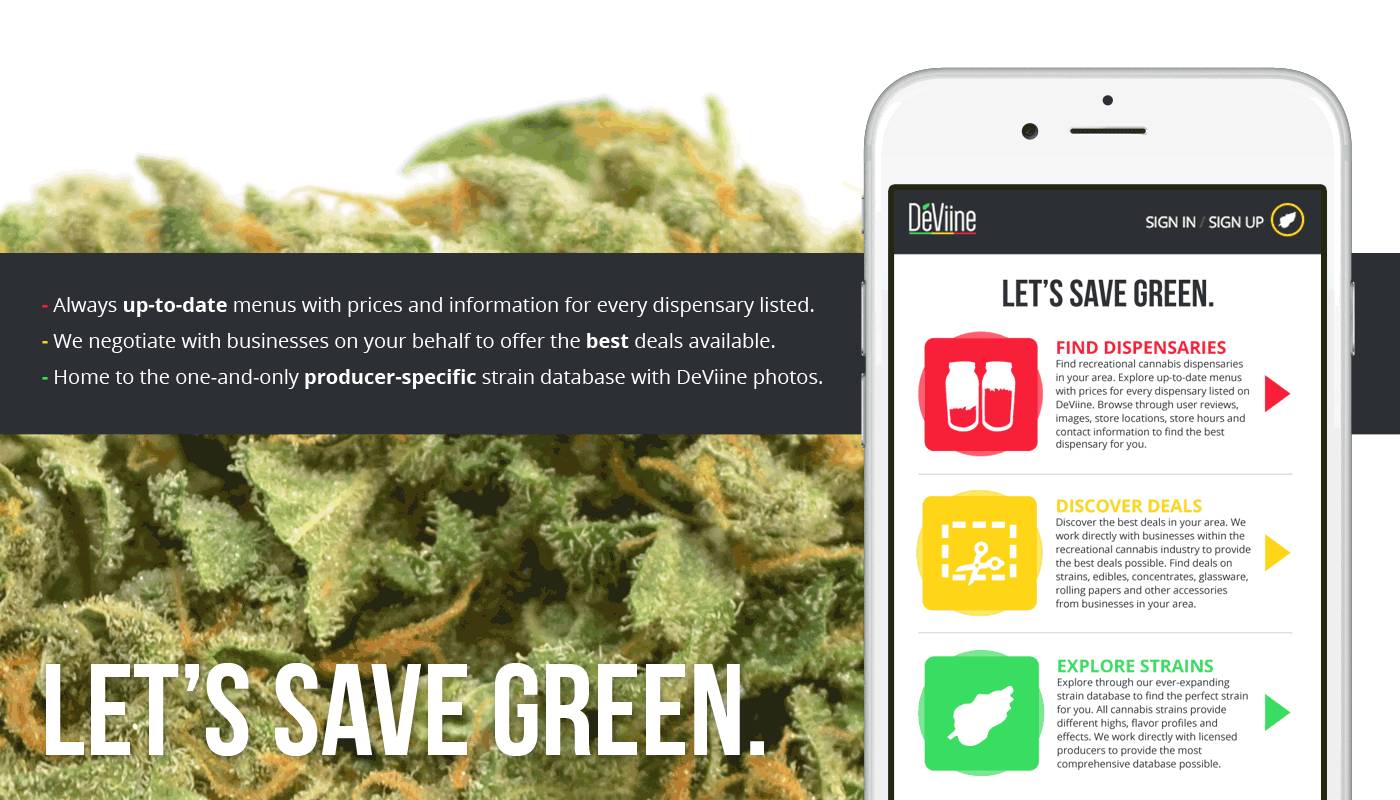 - Always up-to-date menus with prices and information for every dispensary listed.
- We negotiate with businesses on your behalf to offer the best deals available.
- Home to the one-and-only producer-specific strain database with DeViine photos.
LET’S SAVE GREEN.
DeViine
SIGN IN / SIGN UP
LET’S SAVE GREEN.
FIND DISPENSARIES
Find recreational cannabis dispensaries
in your area. Explore up-to-date menus
with prices for every dispensary listed on
DeViine. Browse through user reviews,
images, store locations, store hours and
contact information to find the best
dispensary for you.
DISCOVER DEALS
Discover the best deals in your area. We
work directly with businesses within the
recreational cannabis industry to provide
the best deals possible. Find deals on
strains, edibles, concentrates, glassware,
rolling papers and other accessories
from businesses in your area.
EXPLORE STRAINS
Explore through our ever-expanding
strain database to find the perfect strain
for you. All cannabis strains provide
different highs, flavor profiles and
effects. We work directly with licensed
producers to provide the most
comprehensive database possible.